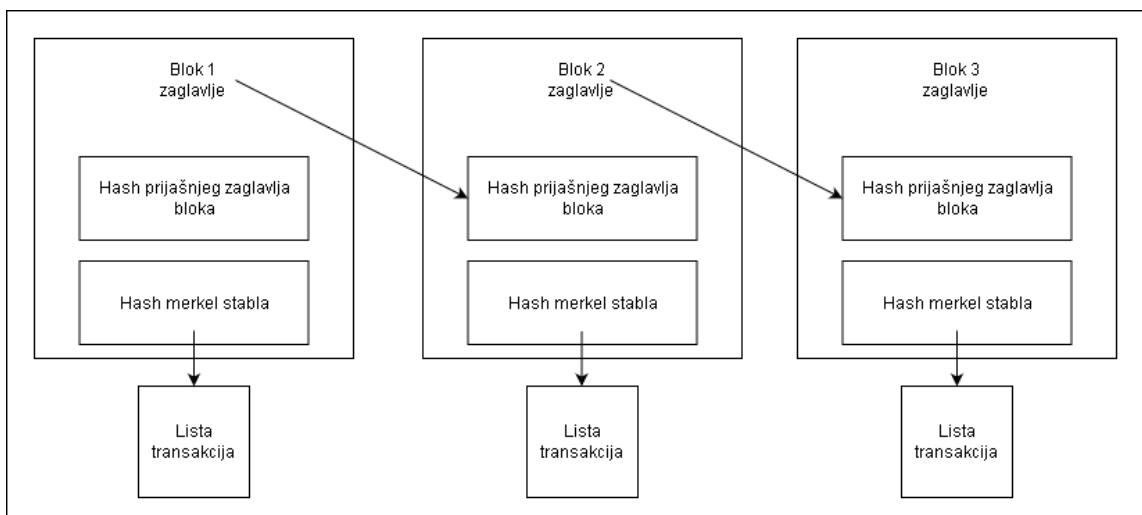 Blok 1
zaglavlje
Hash prijašnjeg zaglavlja
bloka
Hash merkel stabla
Lista
transakcija
Blok 2
zaglavlje
Hash prijašnjeg zaglavlja
bloka
Hash merkel stabla
Lista
transakcija
Blok 3
zaglavlje
Hash prijašnjeg zaglavlja
bloka
Hash merkel stabla
Lista
transakcija